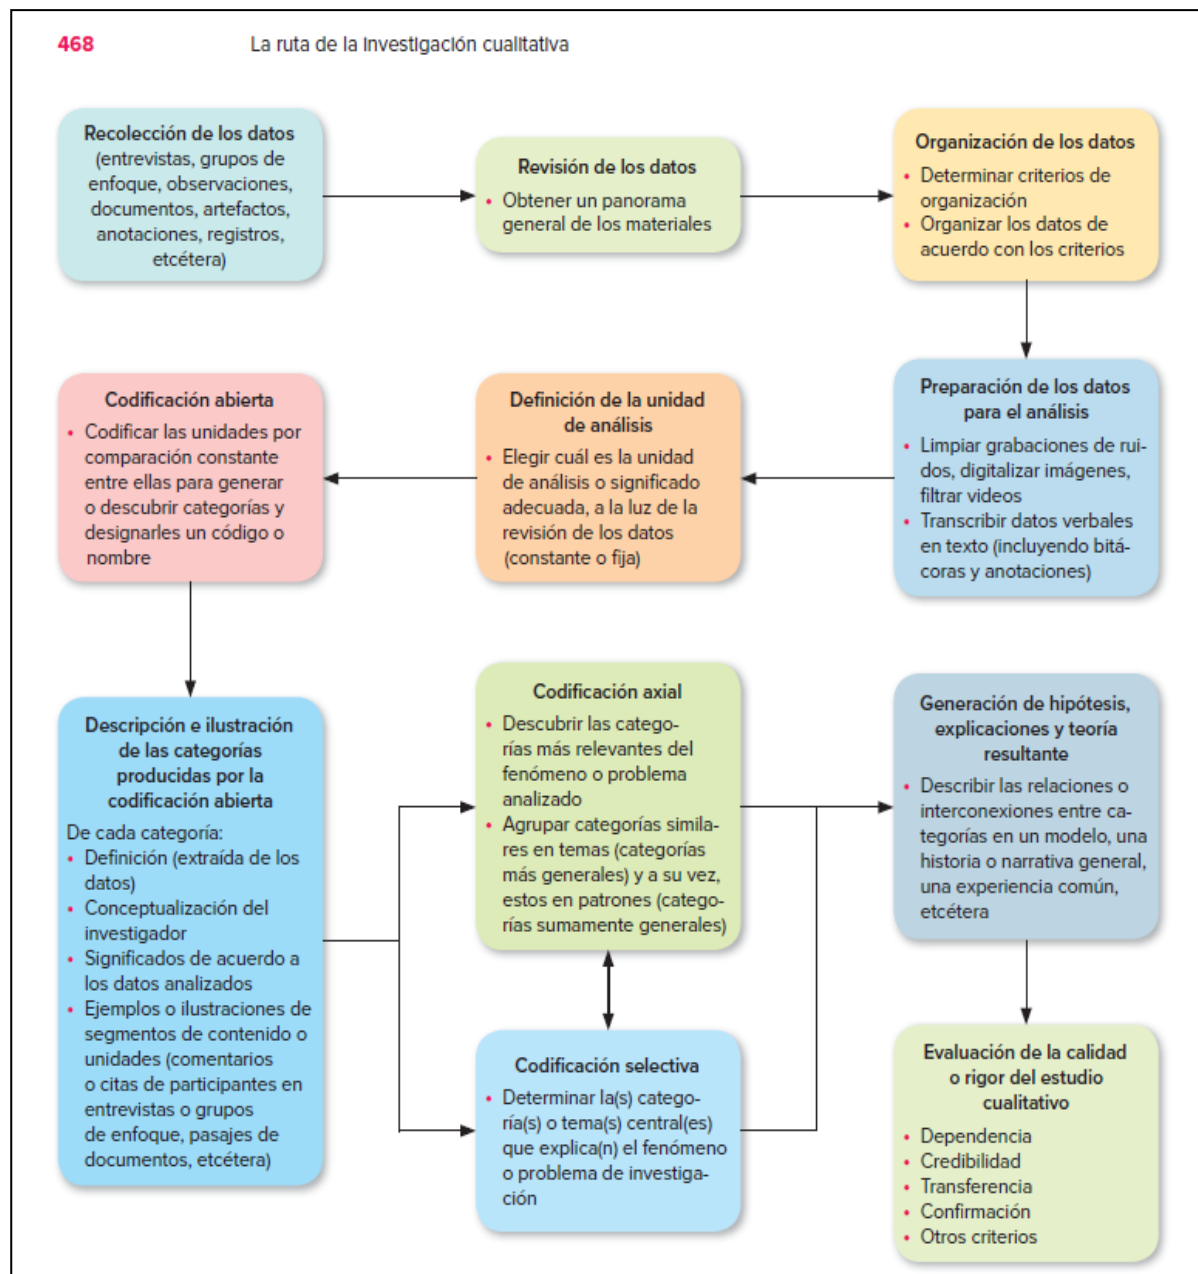 468
La ruta de la investigación cualitativa
Recolección de los datos
(entrevistas, grupos de
enfoque, observaciones,
documentos, artefactos,
anotaciones, registros,
etcétera)
Revisión de los datos
• Obtener un panorama
general de los materiales
Organización de los datos
• Determinar criterios de
organización
• Organizar los datos de
acuerdo con los criterios
Codificación abierta
• Codificar las unidades por
comparación constante
entre ellas para generar
o descubrir categorías y
designarles un código o
nombre
Definición de la unidad
de análisis
• Elegir cuál es la unidad
de análisis o significado
adecuada, a la luz de la
revisión de los datos
(constante o fija)
Preparación de los datos
para el análisis
• Limpiar grabaciones de rui-
dos, digitalizar imágenes,
filtrar videos
• Transcribir datos verbales
en texto (incluyendo bitá-
coras y anotaciones)
Descripción e ilustración
de las categorías
producidas por la
codificación abierta
De cada categoría:
• Definición (extraída de los
datos)
• Conceptualización del
investigador
• Significados de acuerdo a
los datos analizados
• Ejemplos o ilustraciones de
segmentos de contenido o
unidades (comentarios
o citas de participantes en
entrevistas o grupos
de enfoque, pasajes de
documentos, etcétera)
Codificación axial
• Descubrir las catego-
rías más relevantes del
fenómeno o problema
analizado
• Agrupar categorías simila-
res en temas (categorías
más generales) y a su vez,
estos en patrones (catego-
rías sumamente generales)
Generación de hipótesis,
explicaciones y teoría
resultante
• Describir las relaciones o
interconexiones entre ca-
tegorías en un modelo, una
historia o narrativa general,
una experiencia común,
etcétera
Codificación selectiva
• Determinar la(s) catego-
ría(s) o tema(s) central(es)
que explica(n) el fenómeno
o problema de investiga-
ción
Evaluación de la calidad
o rigor del estudio
cualitativo
• Dependencia
• Credibilidad
• Transferencia
• Confirmación
• Otros criterios